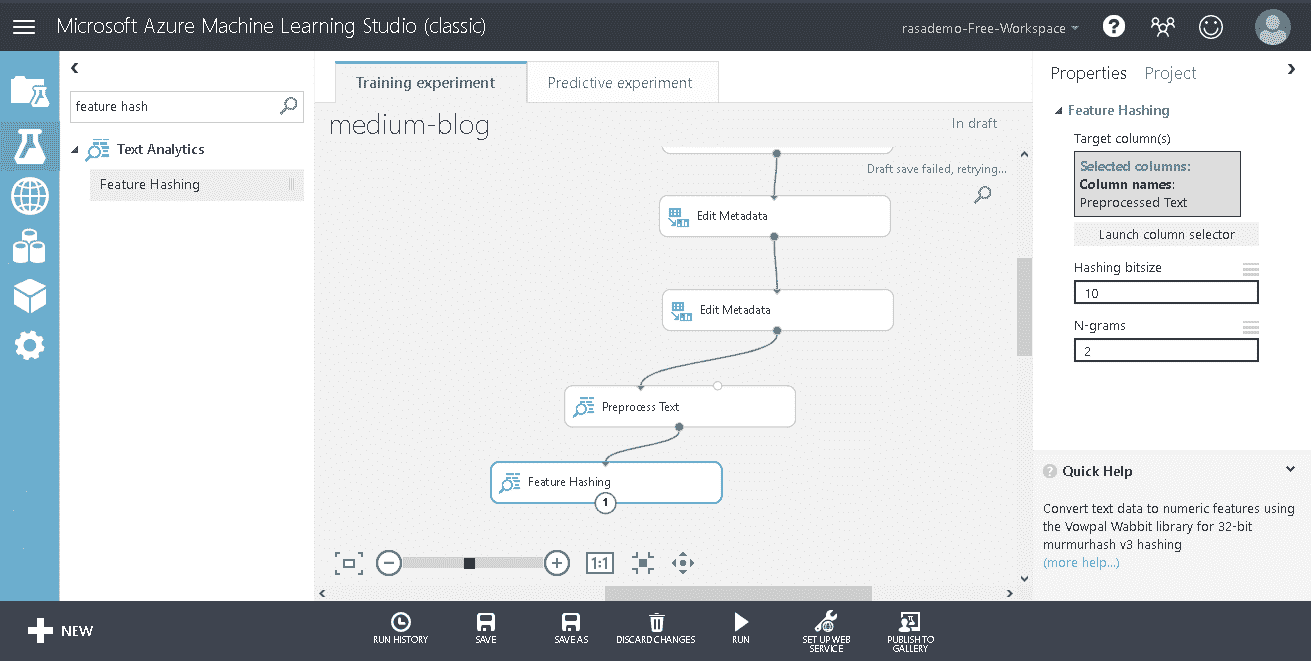 Microsoft Azure Machine Learning Studio (classic)
rasademo-Free-Workspace
?
feature hash
Text Analytics
Feature Hashing
Training experiment
Predictive experiment
medium-blog
In draft
Draft save failed, retrying...
Edit Metadata
Edit Metadata
Preprocess Text
Feature Hashing
1
1:1
Properties
Project
Feature Hashing
Target column(s)
Selected columns:
Column names:
Preprocessed Text
Launch column selector
Hashing bitsize
10
N-grams
2
? Quick Help
Convert text data to numeric features using
the Vowpal Wabbit library for 32-bit
murmurhash v3 hashing
(more help...)
NEW
RUN HISTORY
SAVE
SAVE AS
DISCARD CHANGES
RUN
SET UP WEB
SERVICE
PUBLISH TO
GALLERY